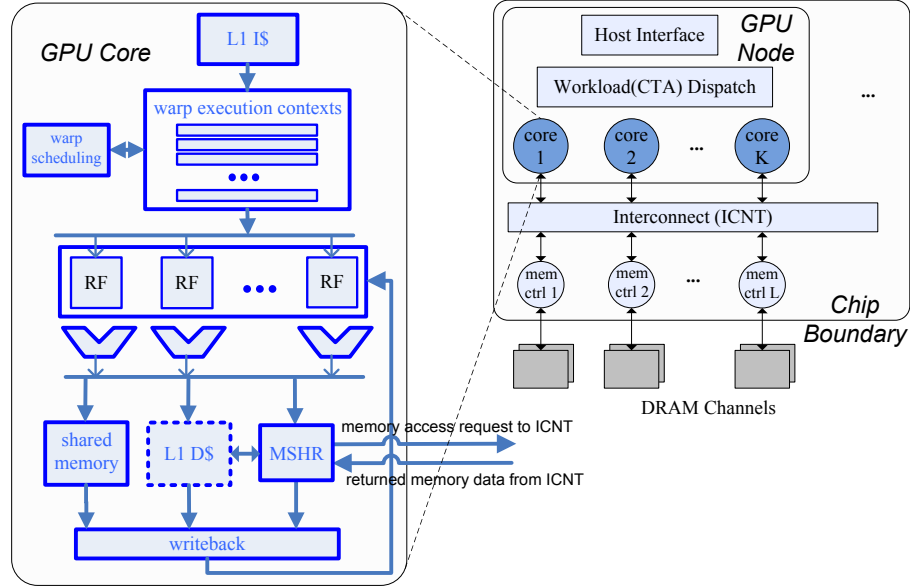 GPU Core
L1 I$
warp execution contexts
warp
scheduling
...
RF
RF
...
RF
shared
memory
L1 D$
MSHR
memory access request to ICNT
returned memory data from ICNT
writeback
GPU
Node
Host Interface
Workload(CTA) Dispatch
...
core
1
core
2
...
core
K
Interconnect (ICNT)
mem
ctrl 1
mem
ctrl 2
...
mem
ctrl L
Chip
Boundary
DRAM Channels